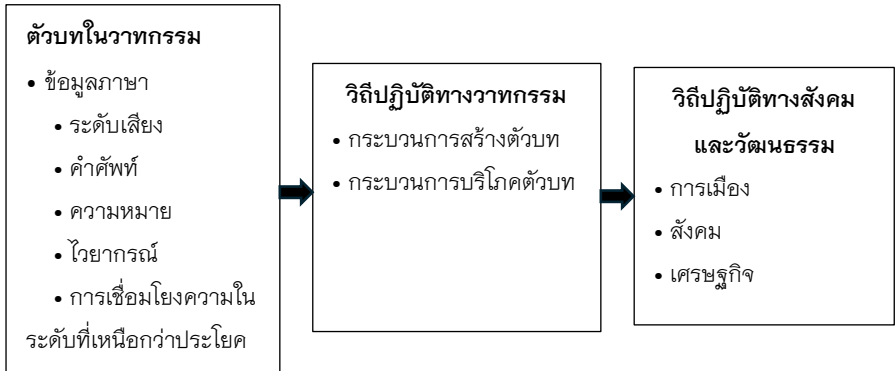 ตัวบทในวาทกรรม
• ข้อมูลภาษา
• ระดับเสียง
• คำศัพท์
• ความหมาย
• ไวยากรณ์
• การเชื่อมโยงความใน
ระดับที่เหนือกว่าประโยค
วิถีปฏิบัติทางวาทกรรม
• กระบวนการสร้างตัวบท
• กระบวนการบริโภคตัวบท
วิถีปฏิบัติทางสังคม
และวัฒนธรรม
• การเมือง
• สังคม
• เศรษฐกิจ